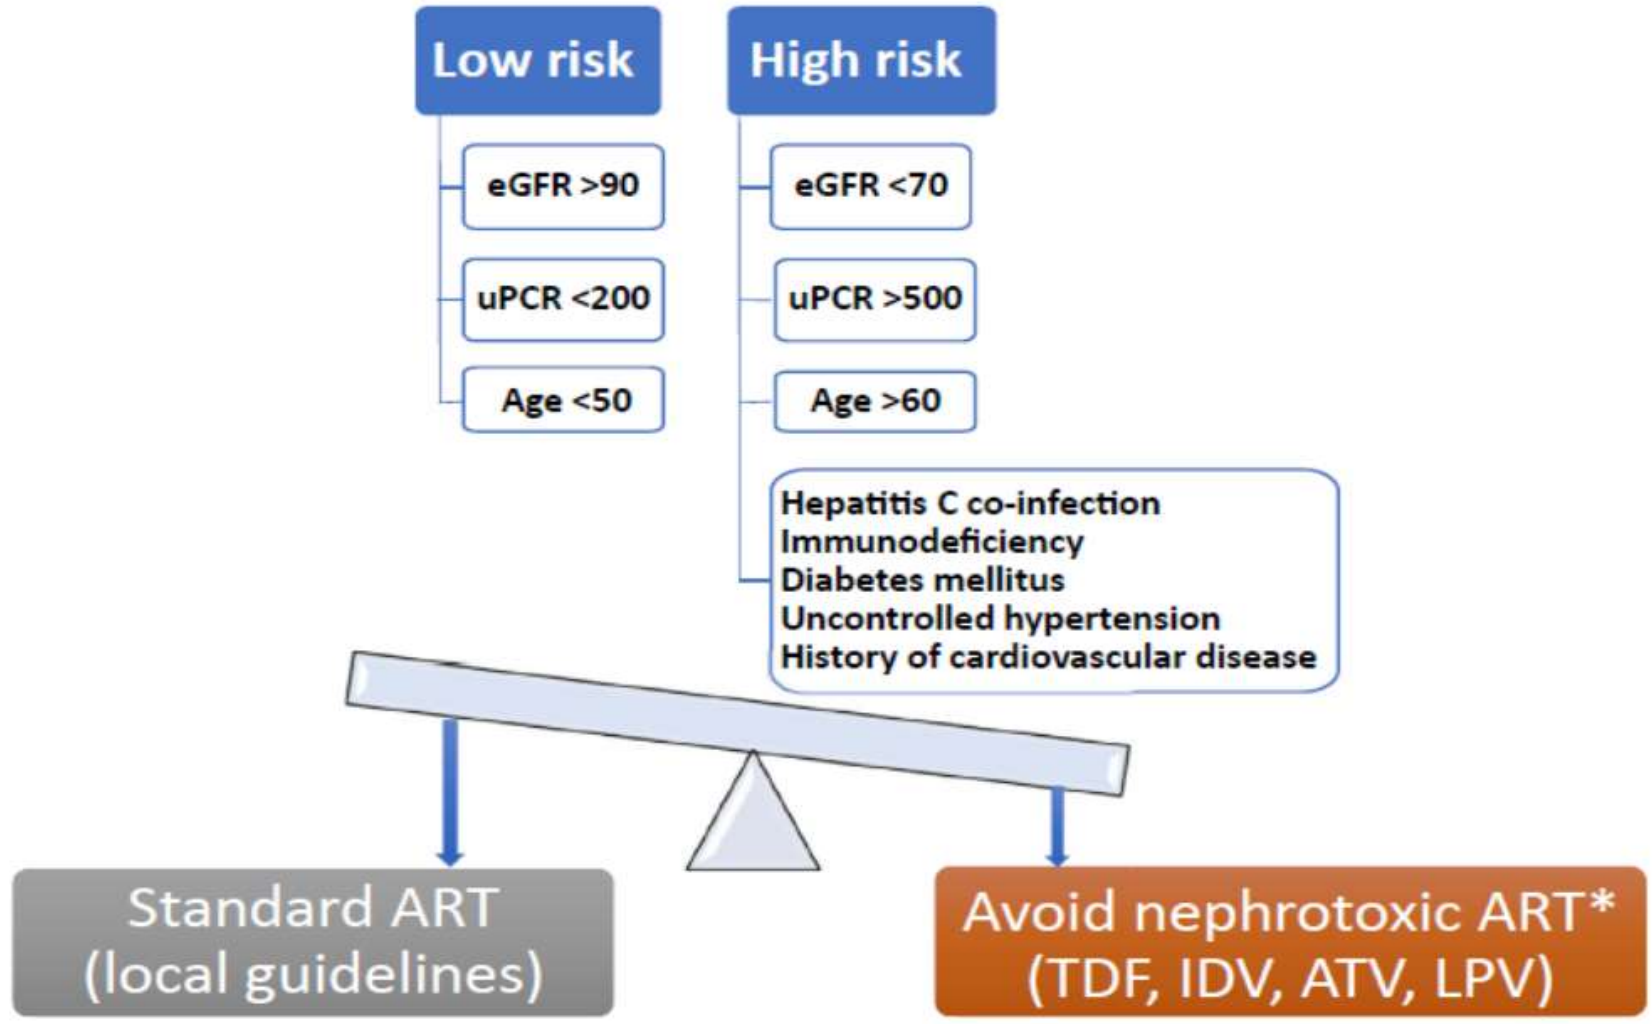 Low risk
eGFR >90
uPCR <200
Age <50
High risk
eGFR <70
uPCR >500
Age >60
Hepatitis C co-infection
Immunodeficiency
Diabetes mellitus
Uncontrolled hypertension
History of cardiovascular disease
Standard ART
(local guidelines)
Avoid nephrotoxic ART*
(TDF, IDV, ATV, LPV)